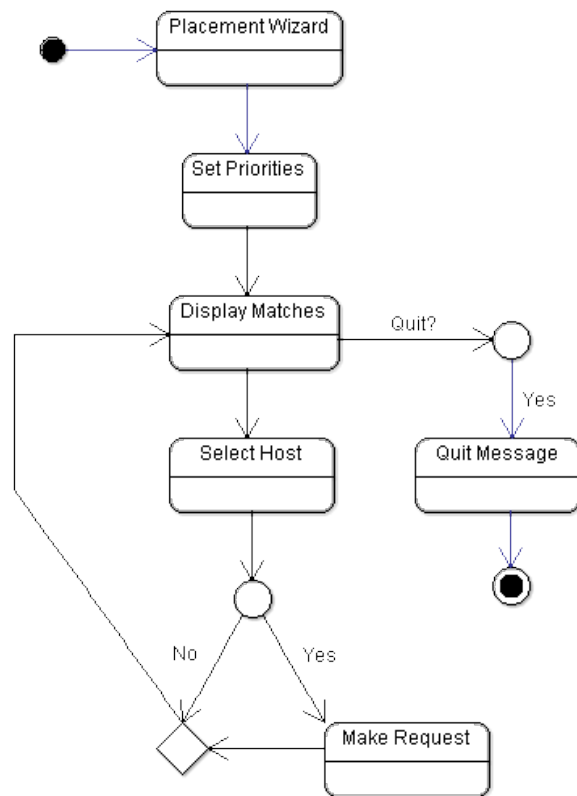 Placement Wizard
Set Priorities
Display Matches
Quit?
Yes
Select Host
Quit Message
No
Yes
Make Request